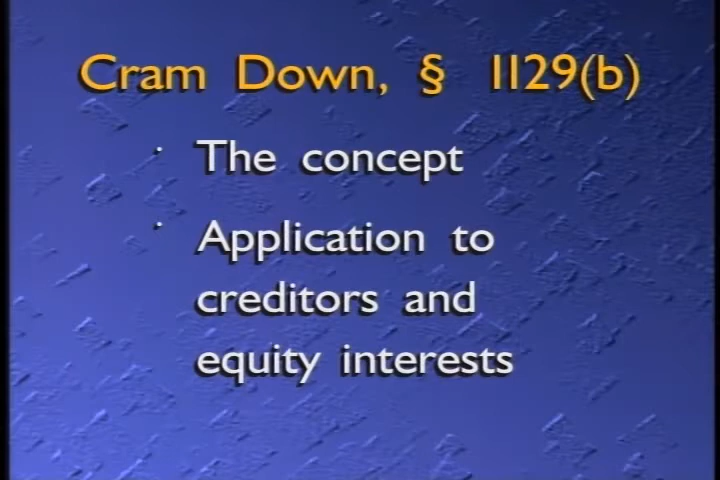 Cram Down, § 1129(b)
· The concept
· Application to
creditors and
equity interests